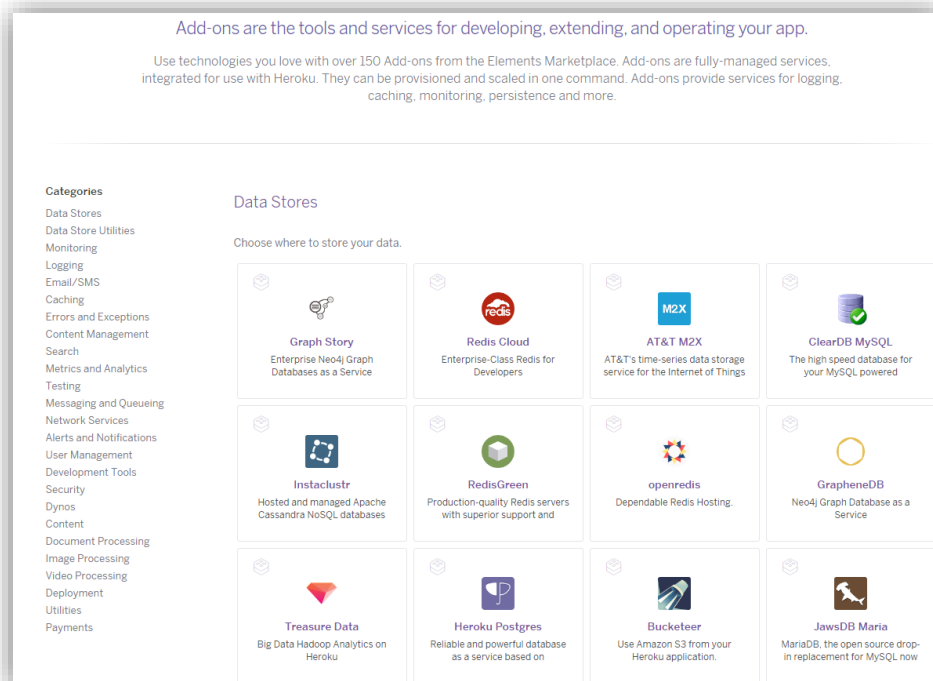 Add-ons are the tools and services for developing, extending, and operating your app.
Use technologies you love with over 150 Add-ons from the Elements Marketplace. Add-ons are fully-managed services,
integrated for use with Heroku. They can be provisioned and scaled in one command. Add-ons provide services for logging,
caching, monitoring, persistence and more.
Categories
Data Stores
Data Store Utilities
Monitoring
Logging
Email/SMS
Caching
Errors and Exceptions
Content Management
Search
Metrics and Analytics
Testing
Messaging and Queueing
Network Services
Alerts and Notifications
User Management
Development Tools
Security
Dynos
Content
Document Processing
Image Processing
Video Processing
Deployment
Utilities
Payments
Data Stores
Choose where to store your data.
Graph Story
Enterprise Neo4j Graph
Databases as a Service
redis
Redis Cloud
Enterprise-Class Redis for
Developers
M2X
AT&T M2X
AT&T's time-series data storage
service for the Internet of Things
ClearDB MySQL
The high speed database for
your MySQL powered
Instaclustr
Hosted and managed Apache
Cassandra NoSQL databases
RedisGreen
Production-quality Redis servers
with superior support and
openredis
Dependable Redis Hosting.
GrapheneDB
Neo4j Graph Database as a
Service
Treasure Data
Big Data Hadoop Analytics on
Heroku
Heroku Postgres
Reliable and powerful database
as a service based on
Bucketeer
Use Amazon S3 from your
Heroku application.
JawsDB Maria
MariaDB, the open source drop-
in replacement for MySQL now